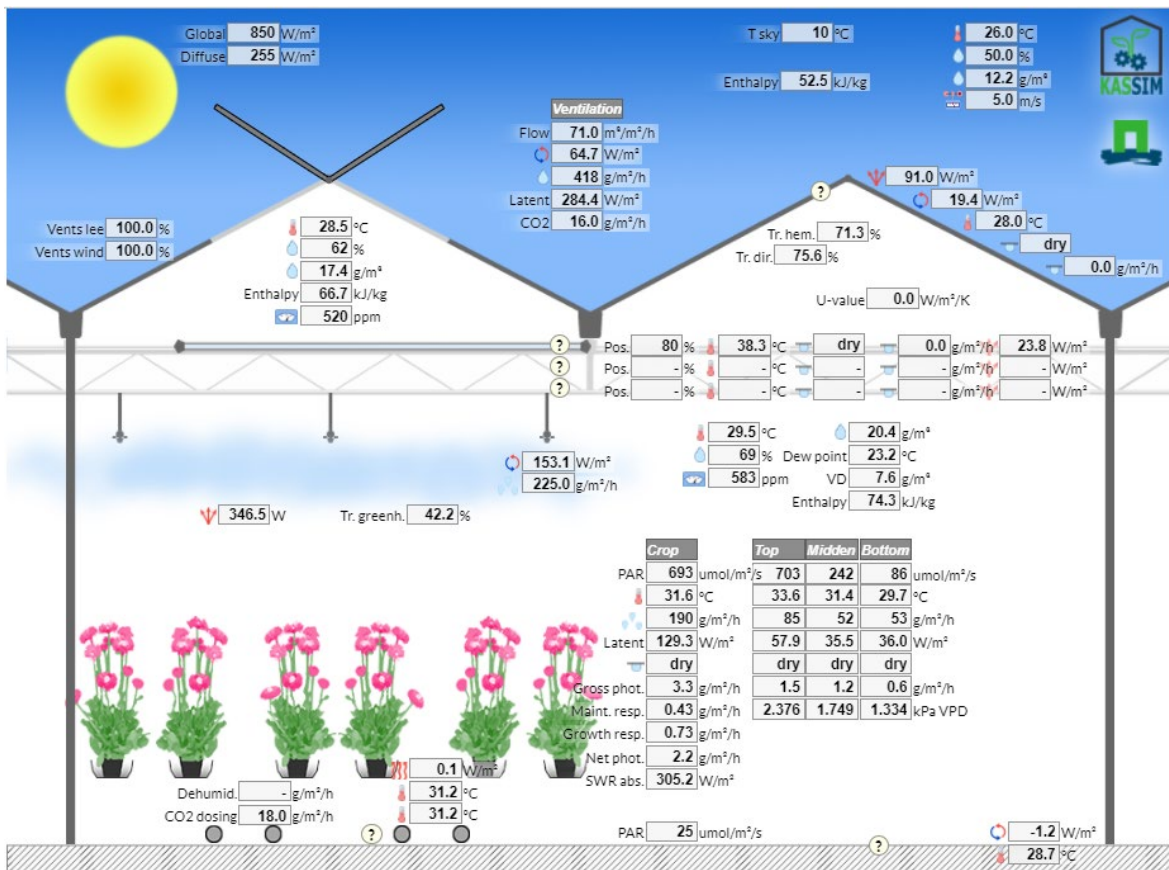 Global 850 W/m²
Diffuse 255 W/m²
T sky 10 °C
Enthalpy 52.5 kJ/kg
26.0 °C
50.0 %
12.2 g/m³
5.0 m/s
KASSIM
Ventilation
Flow 71.0 m³/m²/h
64.7 W/m²
418 g/m²/h
Latent 284.4 W/m²
CO2 16.0 g/m²/h
Vents lee 100.0 %
Vents wind 100.0 %
28.5 °C
62 %
17.4 g/m³
Enthalpy 66.7 kJ/kg
520 ppm
?
91.0 W/m²
19.4 W/m²
28.0 °C
dry
0.0 g/m²/h
Tr. hem. 71.3 %
Tr. dir. 75.6 %
U-value 0.0 W/m²/K
? Pos. 80 % 38.3 °C dry 0.0 g/m²/h 23.8 W/m²
? Pos. - % - °C - - g/m²/h - W/m²
? Pos. - % - °C - - g/m²/h - W/m²
29.5 °C 20.4 g/m³
69 % Dew point 23.2 °C
583 ppm VD 7.6 g/m³
Enthalpy 74.3 kJ/kg
153.1 W/m²
225.0 g/m²/h
346.5 W Tr. greenh. 42.2 %
Crop Top Midden Bottom
PAR 693 umol/m²/s 703 242 86 umol/m²/s
31.6 °C 33.6 31.4 29.7 °C
190 g/m²/h 85 52 53 g/m²/h
Latent 129.3 W/m² 57.9 35.5 36.0 W/m²
dry dry dry dry
Gross phot. 3.3 g/m²/h 1.5 1.2 0.6 g/m²/h
Maint. resp. 0.43 g/m²/h 2.376 1.749 1.334 kPa VPD
Growth resp. 0.73 g/m²/h
Net phot. 2.2 g/m²/h
SWR abs. 305.2 W/m²
0.1 W/m²
Dehumid. - g/m²/h 31.2 °C
CO2 dosing 18.0 g/m²/h 31.2 °C
?
PAR 25 umol/m²/s
?
-1.2 W/m²
28.7 °C